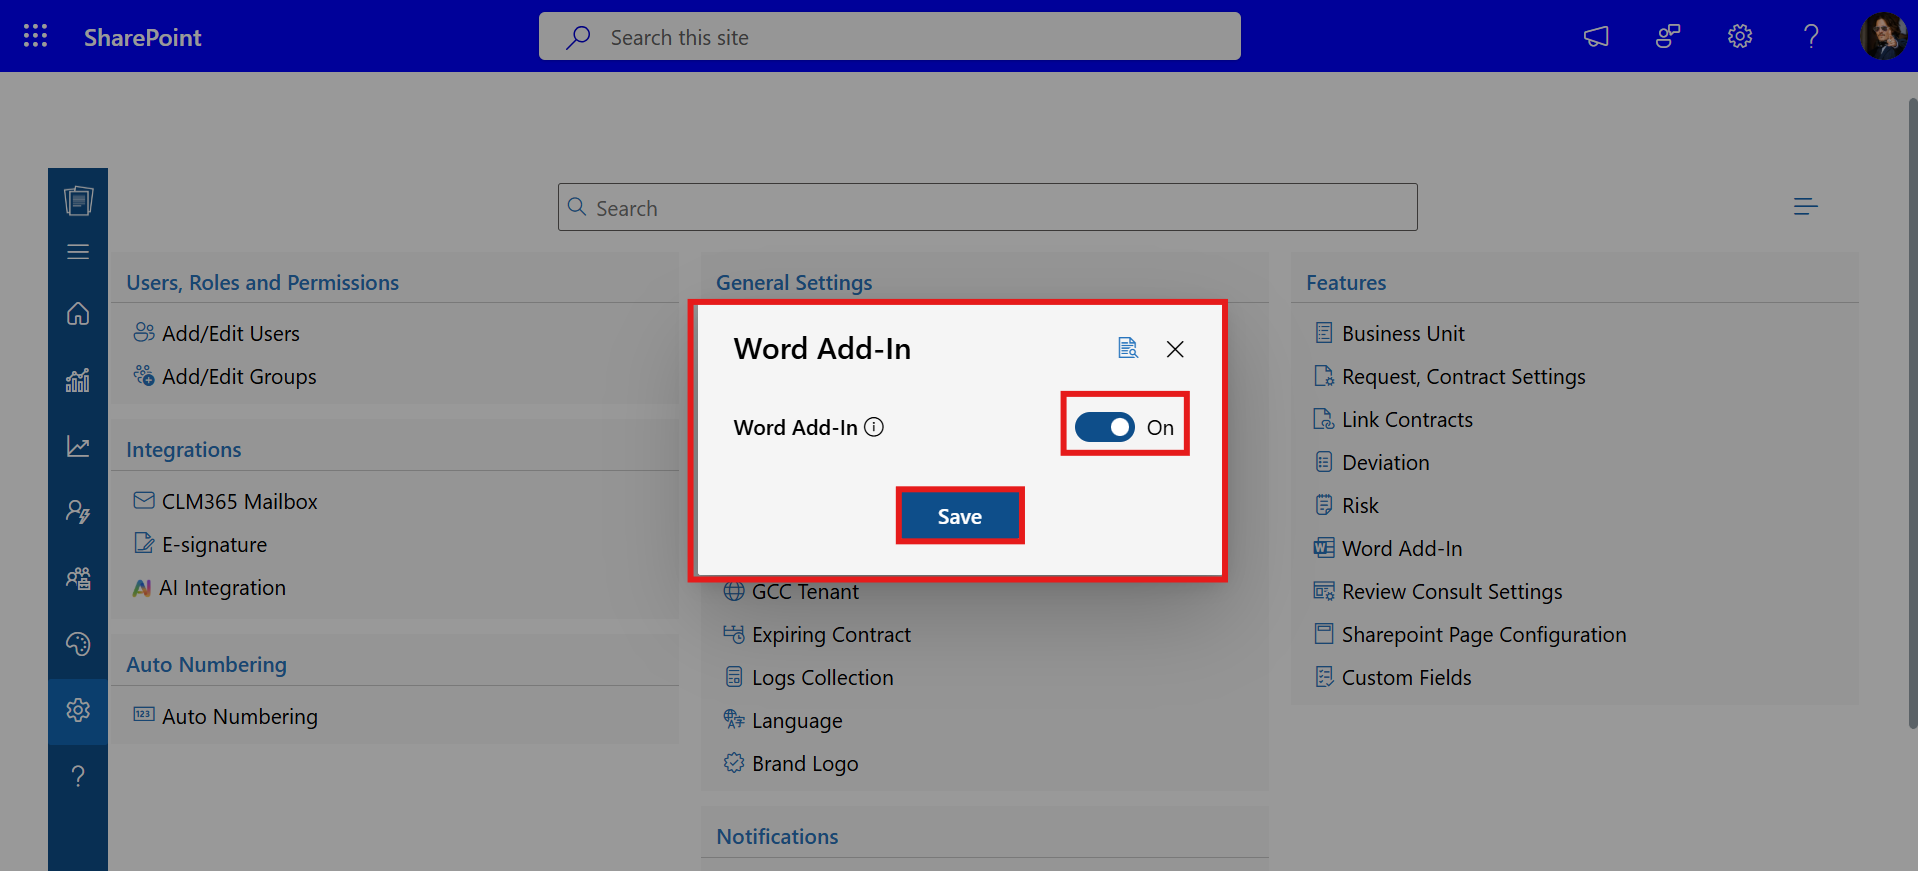 SharePoint
Search this site
Search
Users, Roles and Permissions
Add/Edit Users
Add/Edit Groups
Integrations
CLM365 Mailbox
E-signature
AI Integration
Auto Numbering
123 Auto Numbering
General Settings
Word Add-In
Word Add-In
On
Save
GCC Tenant
Expiring Contract
Logs Collection
Language
Brand Logo
Notifications
Features
Business Unit
Request, Contract Settings
Link Contracts
Deviation
Risk
Word Add-In
Review Consult Settings
Sharepoint Page Configuration
Custom Fields